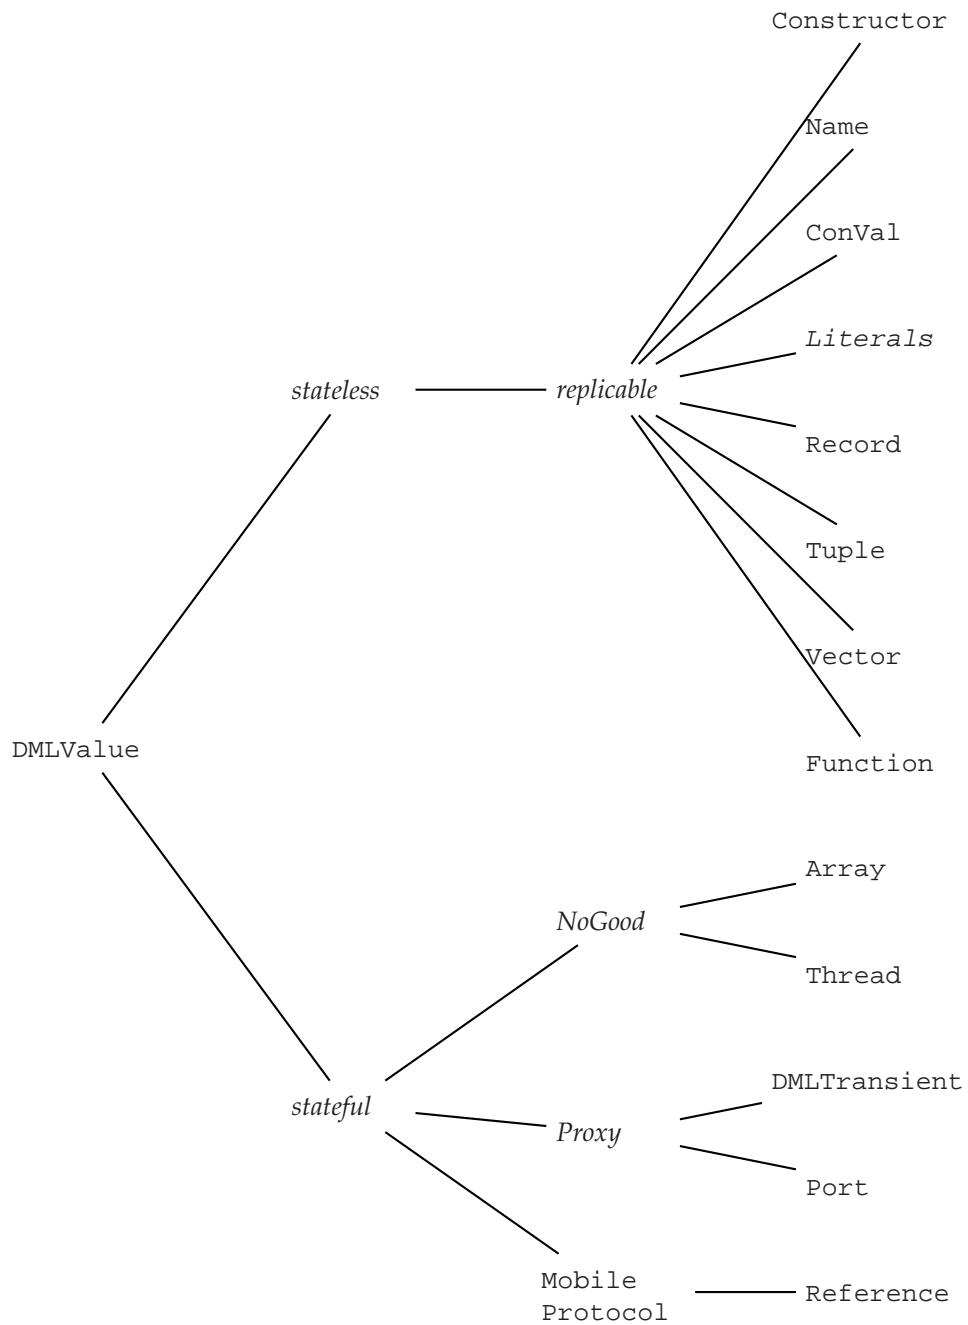 Constructor
Name
ConVal
Literals
stateless
replicable
Record
Tuple
Vector
DMLValue
Function
Array
NoGood
Thread
DMLTransient
stateful
Proxy
Port
Mobile
Protocol
Reference